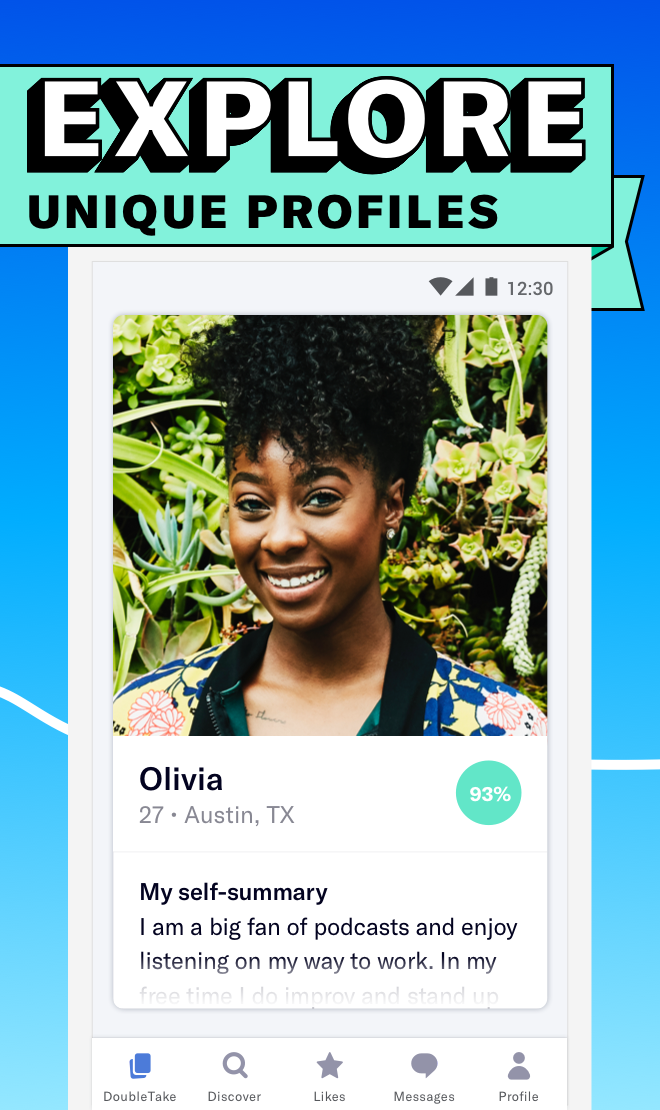 EXPLORE
UNIQUE PROFILES
12:30
Olivia
93%
27 • Austin, TX
My self-summary
I am a big fan of podcasts and enjoy
listening on my way to work. In my
free time I do improv and stand up
DoubleTake Discover Likes Messages Profile